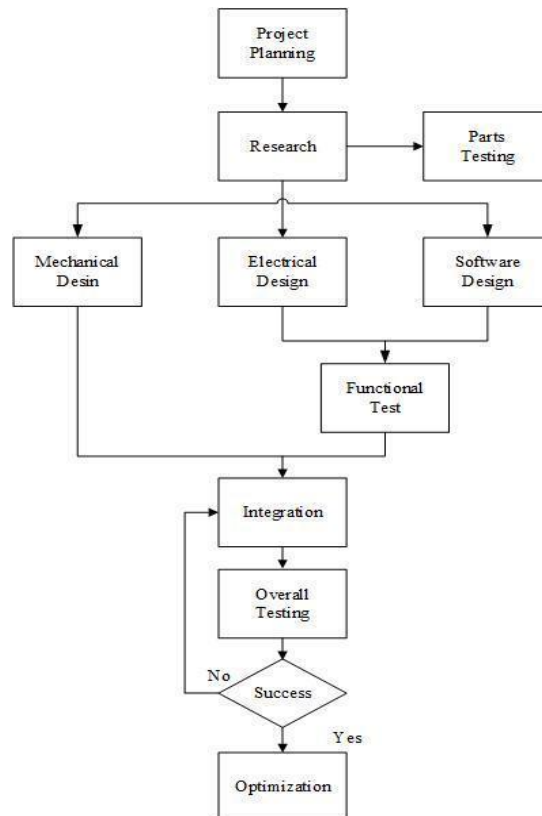 Project
Planning
Research
Parts
Testing
Mechanical
Desin
Electrical
Design
Software
Design
Functional
Test
Integration
Overall
Testing
No
Success
Yes
Optimization